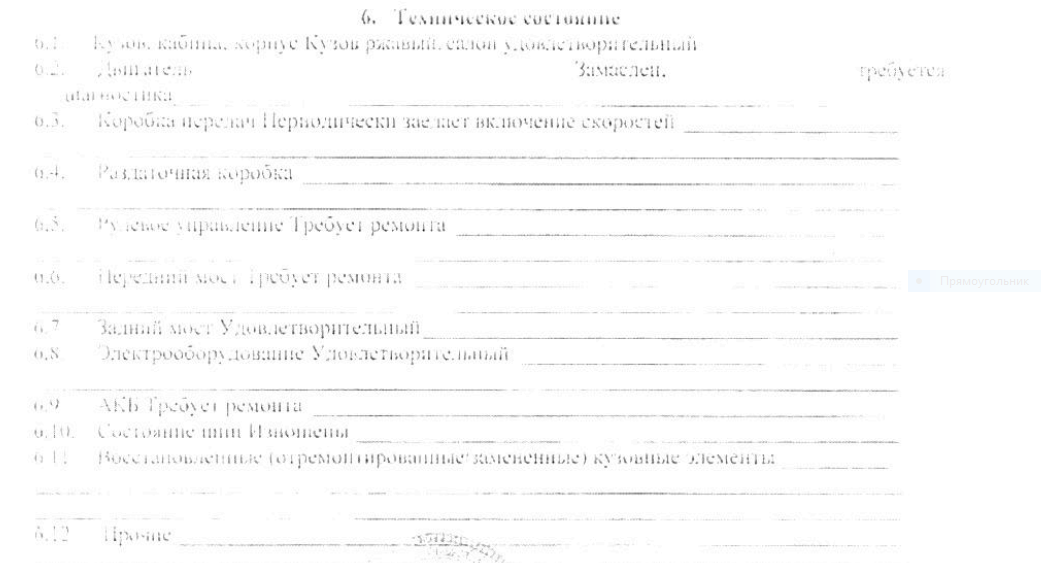 6. Техническое состояние
6.1. Кузов, кабина, корпус Кузов ржавый, салон удовлетворительный
6.2. Двигатель Замаслен, требуется
диагностика
6.3. Коробка передач Периодически заедает включение скоростей
6.4. Раздаточная коробка
6.5. Рулевое управление Требует ремонта
6.6. Передний мост Требует ремонта
Прямоугольник
6.7 Задний мост Удовлетворительный
6.8 Электрооборудование Удовлетворительный
6.9 АКБ Требует ремонта
6.10. Состояние шин Изношены
6.11 Восстановленные (отремонтированные/замененные) кузовные элементы
6.12 Прочие